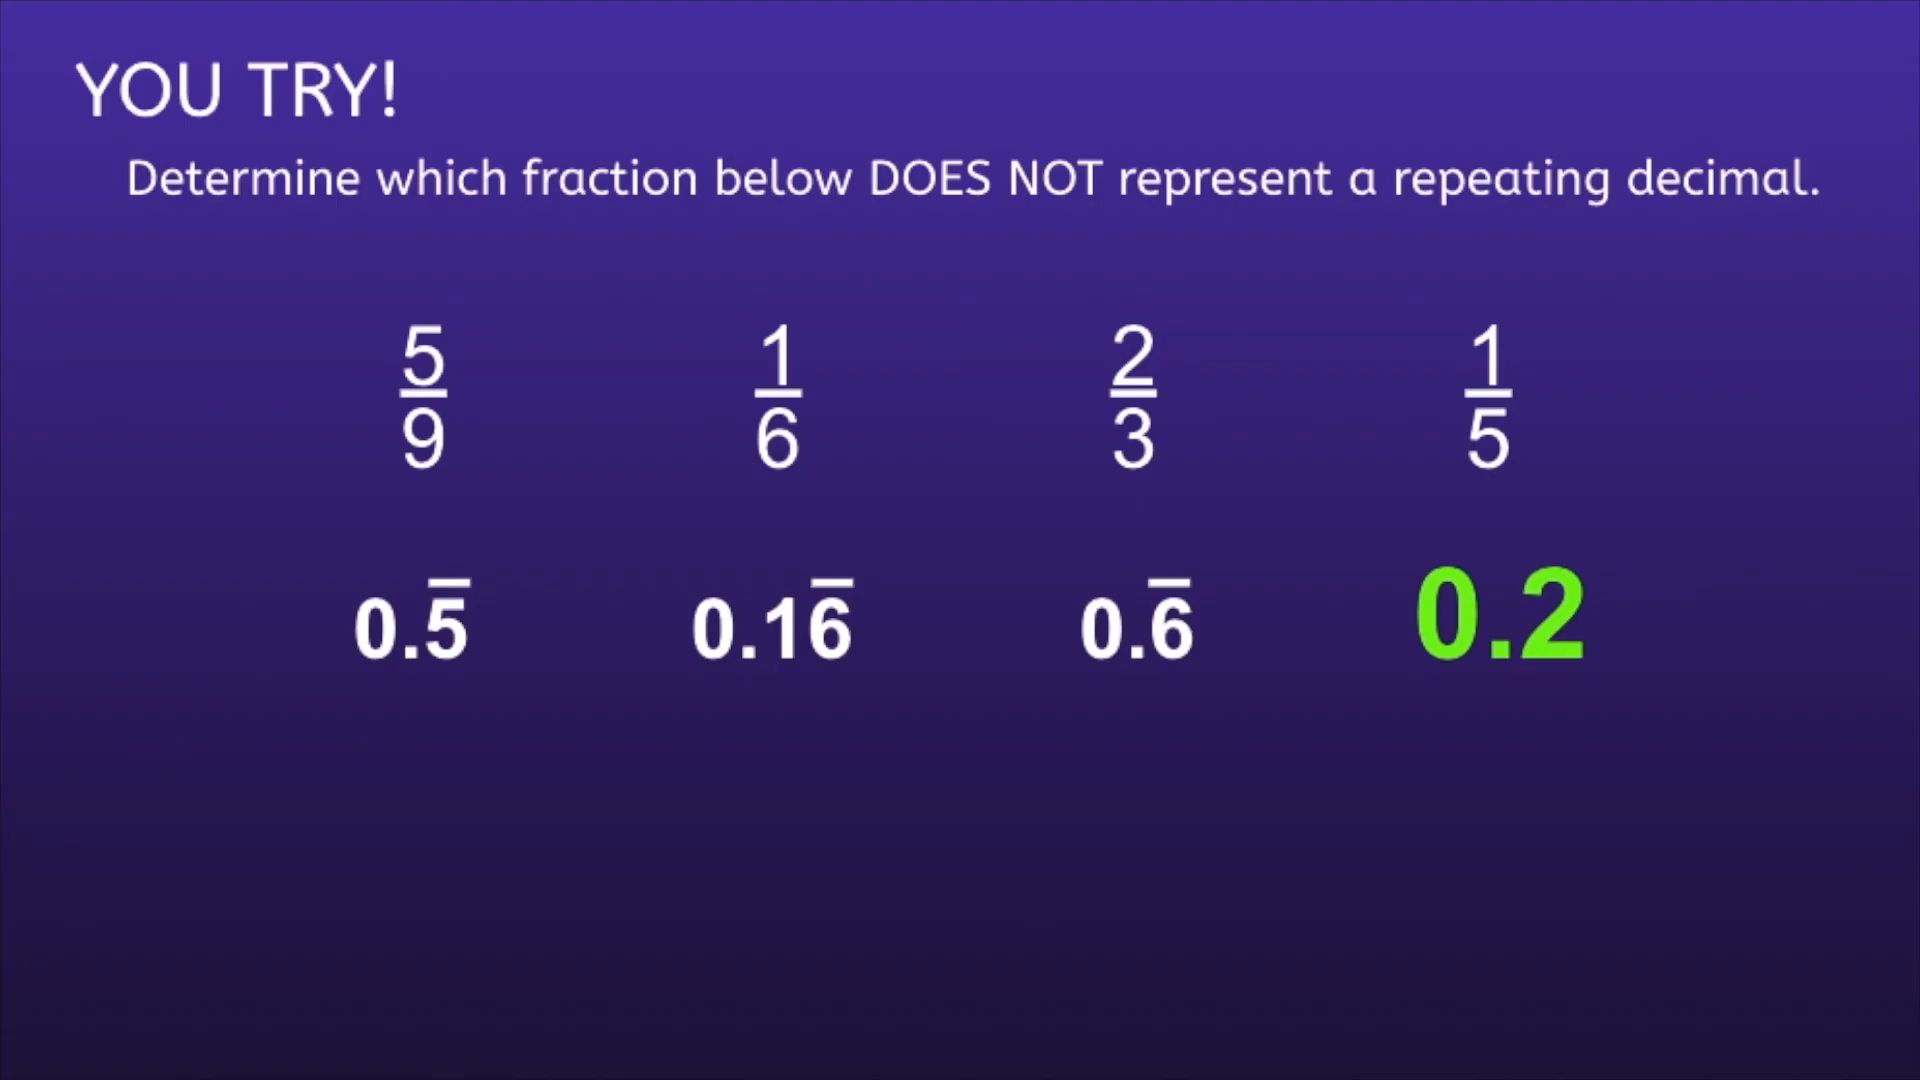 YOU TRY!
Determine which fraction below DOES NOT represent a repeating decimal.
5/9 1/6 2/3 1/5
0.5̅ 0.16̅ 0.6̅ 0.2